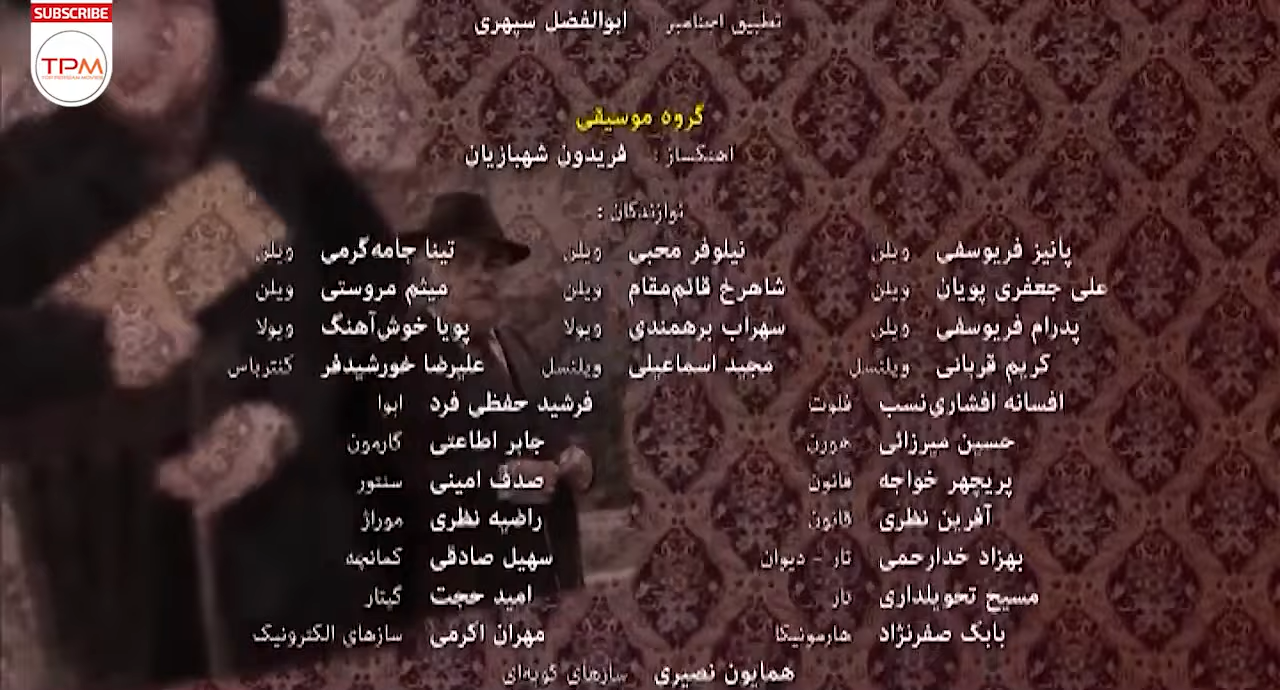 SUBSCRIBE
TPM
TOP PERSIAN MOVIES
تطبیق اجناسبر ابوالفضل سپهری
گروه موسیقی
آهنگساز : فریدون شهبازیان
نوازندگان :
پانیز فریوسفی ویلن نیلوفر محبی ویلن تینا جامه‌گرمی ویلن
علی جعفری پویان ویلن شاهرخ قائم‌مقام ویلن میثم مروستی ویلن
پدرام فریوسفی ویلن سهراب برهمندی ویولا پویا خوش‌آهنگ ویولا
کریم قربانی ویلنسل مجید اسماعیلی ویلنسل علیرضا خورشیدفر کنترباس
افسانه افشاری‌نسب فلوت فرشید حفظی فرد ابوا
حسین میرزائی هورن جابر اطاعتی گارمون
پریچهر خواجه قانون صدف امینی سنتور
آفرین نظری قانون راضیه نظری موراژ
بهزاد خدارحمی تار - دیوان سهیل صادقی کمانچه
مسیح تحویلداری تار امید حجت گیتار
بابک صفرنژاد هارمونیکا مهران اکرمی سازهای الکترونیک
همایون نصیری سازهای کوبه‌ای